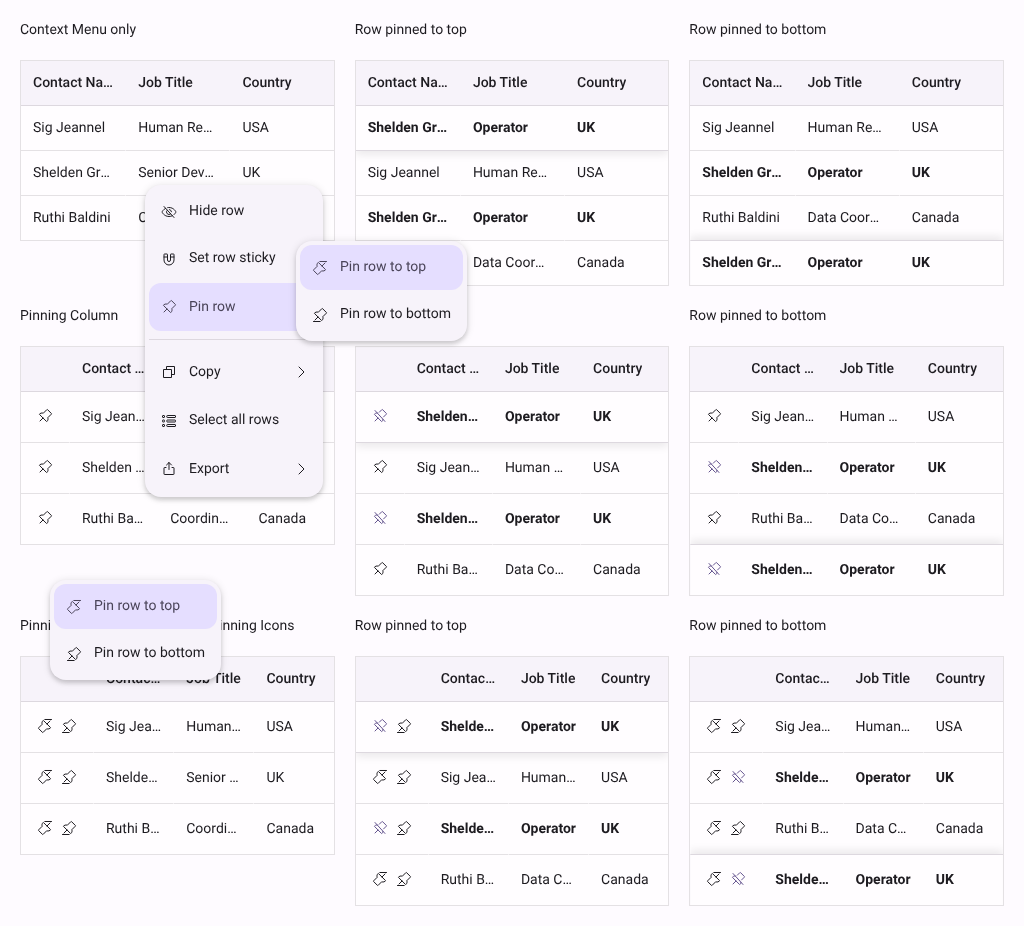 Context Menu only
Contact Na... Job Title Country
Sig Jeannel Human Re... USA
Shelden Gr... Senior Dev... UK
Ruthi Baldini
Hide row
Set row sticky
Pin row
Copy
Select all rows
Export
Pin row to top
Pin row to bottom
Row pinned to top
Contact Na... Job Title Country
Shelden Gr... Operator UK
Sig Jeannel Human Re... USA
Shelden Gr... Operator UK
Data Coor... Canada
Row pinned to bottom
Contact Na... Job Title Country
Sig Jeannel Human Re... USA
Shelden Gr... Operator UK
Ruthi Baldini Data Coor... Canada
Shelden Gr... Operator UK
Pinning Column
Contact ...
Sig Jean...
Shelden ...
Ruthi Ba... Coordin... Canada
Pin row to top
Pin row to bottom
Contact ... Job Title Country
Shelden... Operator UK
Sig Jean... Human ... USA
Shelden... Operator UK
Ruthi Ba... Data Co... Canada
Row pinned to bottom
Contact ... Job Title Country
Sig Jean... Human ... USA
Shelden... Operator UK
Ruthi Ba... Data Co... Canada
Shelden... Operator UK
Icons
Contac... Job Title Country
Sig Jea... Human... USA
Shelde... Senior ... UK
Ruthi B... Coordi... Canada
Row pinned to top
Contac... Job Title Country
Shelde... Operator UK
Sig Jea... Human... USA
Shelde... Operator UK
Ruthi B... Data C... Canada
Row pinned to bottom
Contac... Job Title Country
Sig Jea... Human... USA
Shelde... Operator UK
Ruthi B... Data C... Canada
Shelde... Operator UK